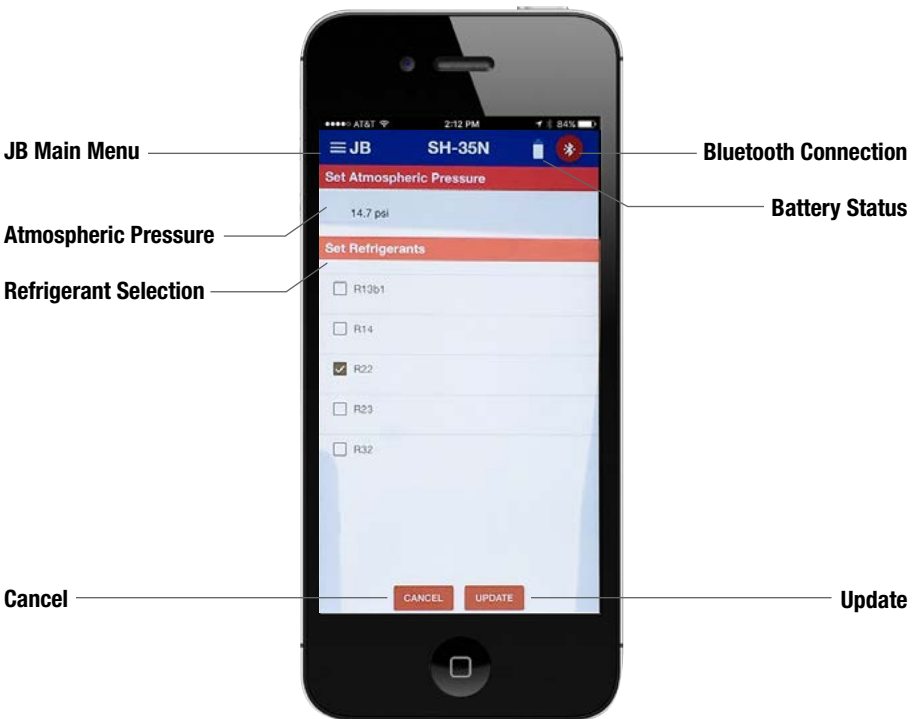 AT&T 2:12 PM 84%
JB Main Menu
JB SH-35N
Bluetooth Connection
Set Atmospheric Pressure
Battery Status
14.7 psi
Atmospheric Pressure
Set Refrigerants
Refrigerant Selection
R13b1
R14
R22
R23
R32
Cancel
CANCEL UPDATE
Update